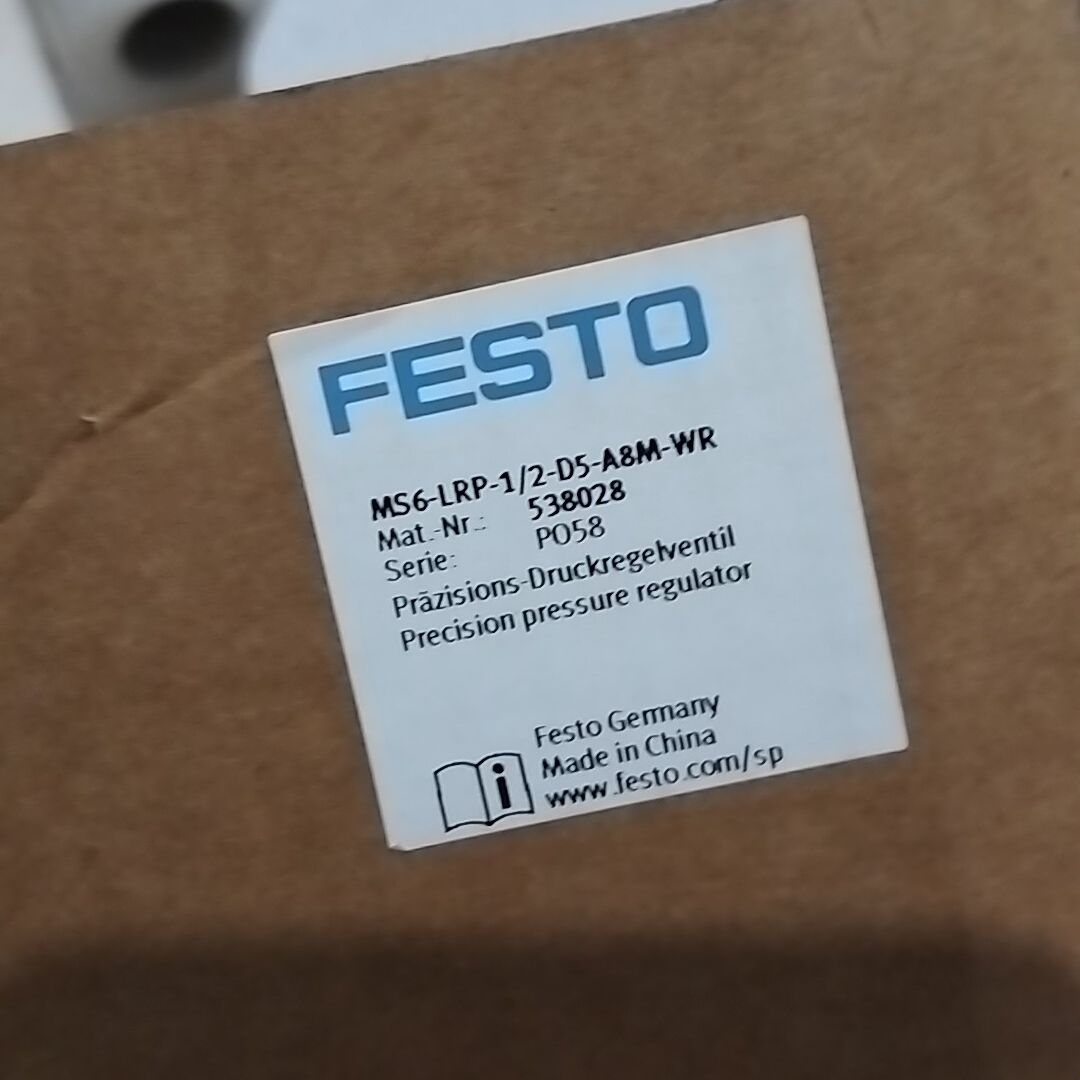 FESTO
MS6-LRP-1/2-D5-A8M-WR
Mat.-Nr.: 538028
Serie: PO58
Präzisions-Druckregelventil
Precision pressure regulator
Festo Germany
Made in China
i www.festo.com/sp